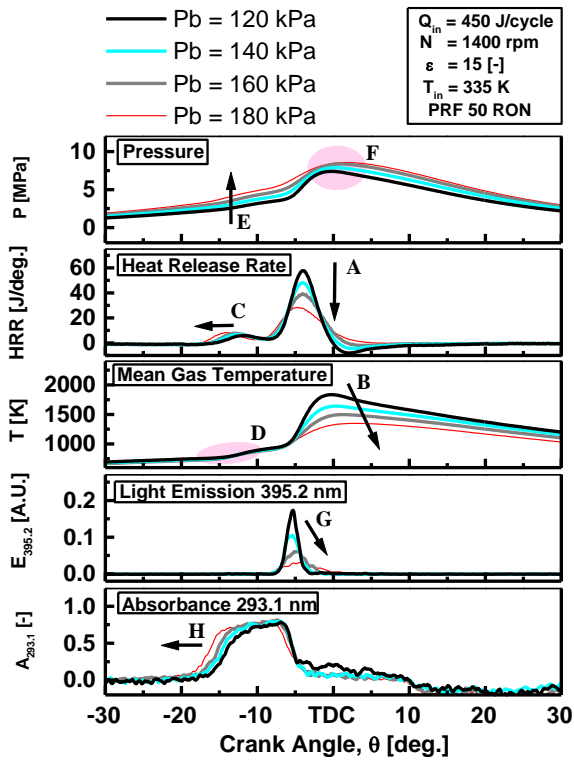 Pb = 120 kPa
Pb = 140 kPa
Pb = 160 kPa
Pb = 180 kPa
Q_in = 450 J/cycle
N = 1400 rpm
ε = 15 [-]
T_in = 335 K
PRF 50 RON
Pressure
P [MPa]
10
5
0
E
F
Heat Release Rate
HRR [J/deg.]
60
40
20
0
A
C
Mean Gas Temperature
T [K]
2000
1500
1000
B
D
Light Emission 395.2 nm
E_395.2 [A.U.]
0.2
0.1
0.0
G
Absorbance 293.1 nm
A_293.1 [-]
1.0
0.5
0.0
H
-30 -20 -10 TDC 10 20 30
Crank Angle, θ [deg.]